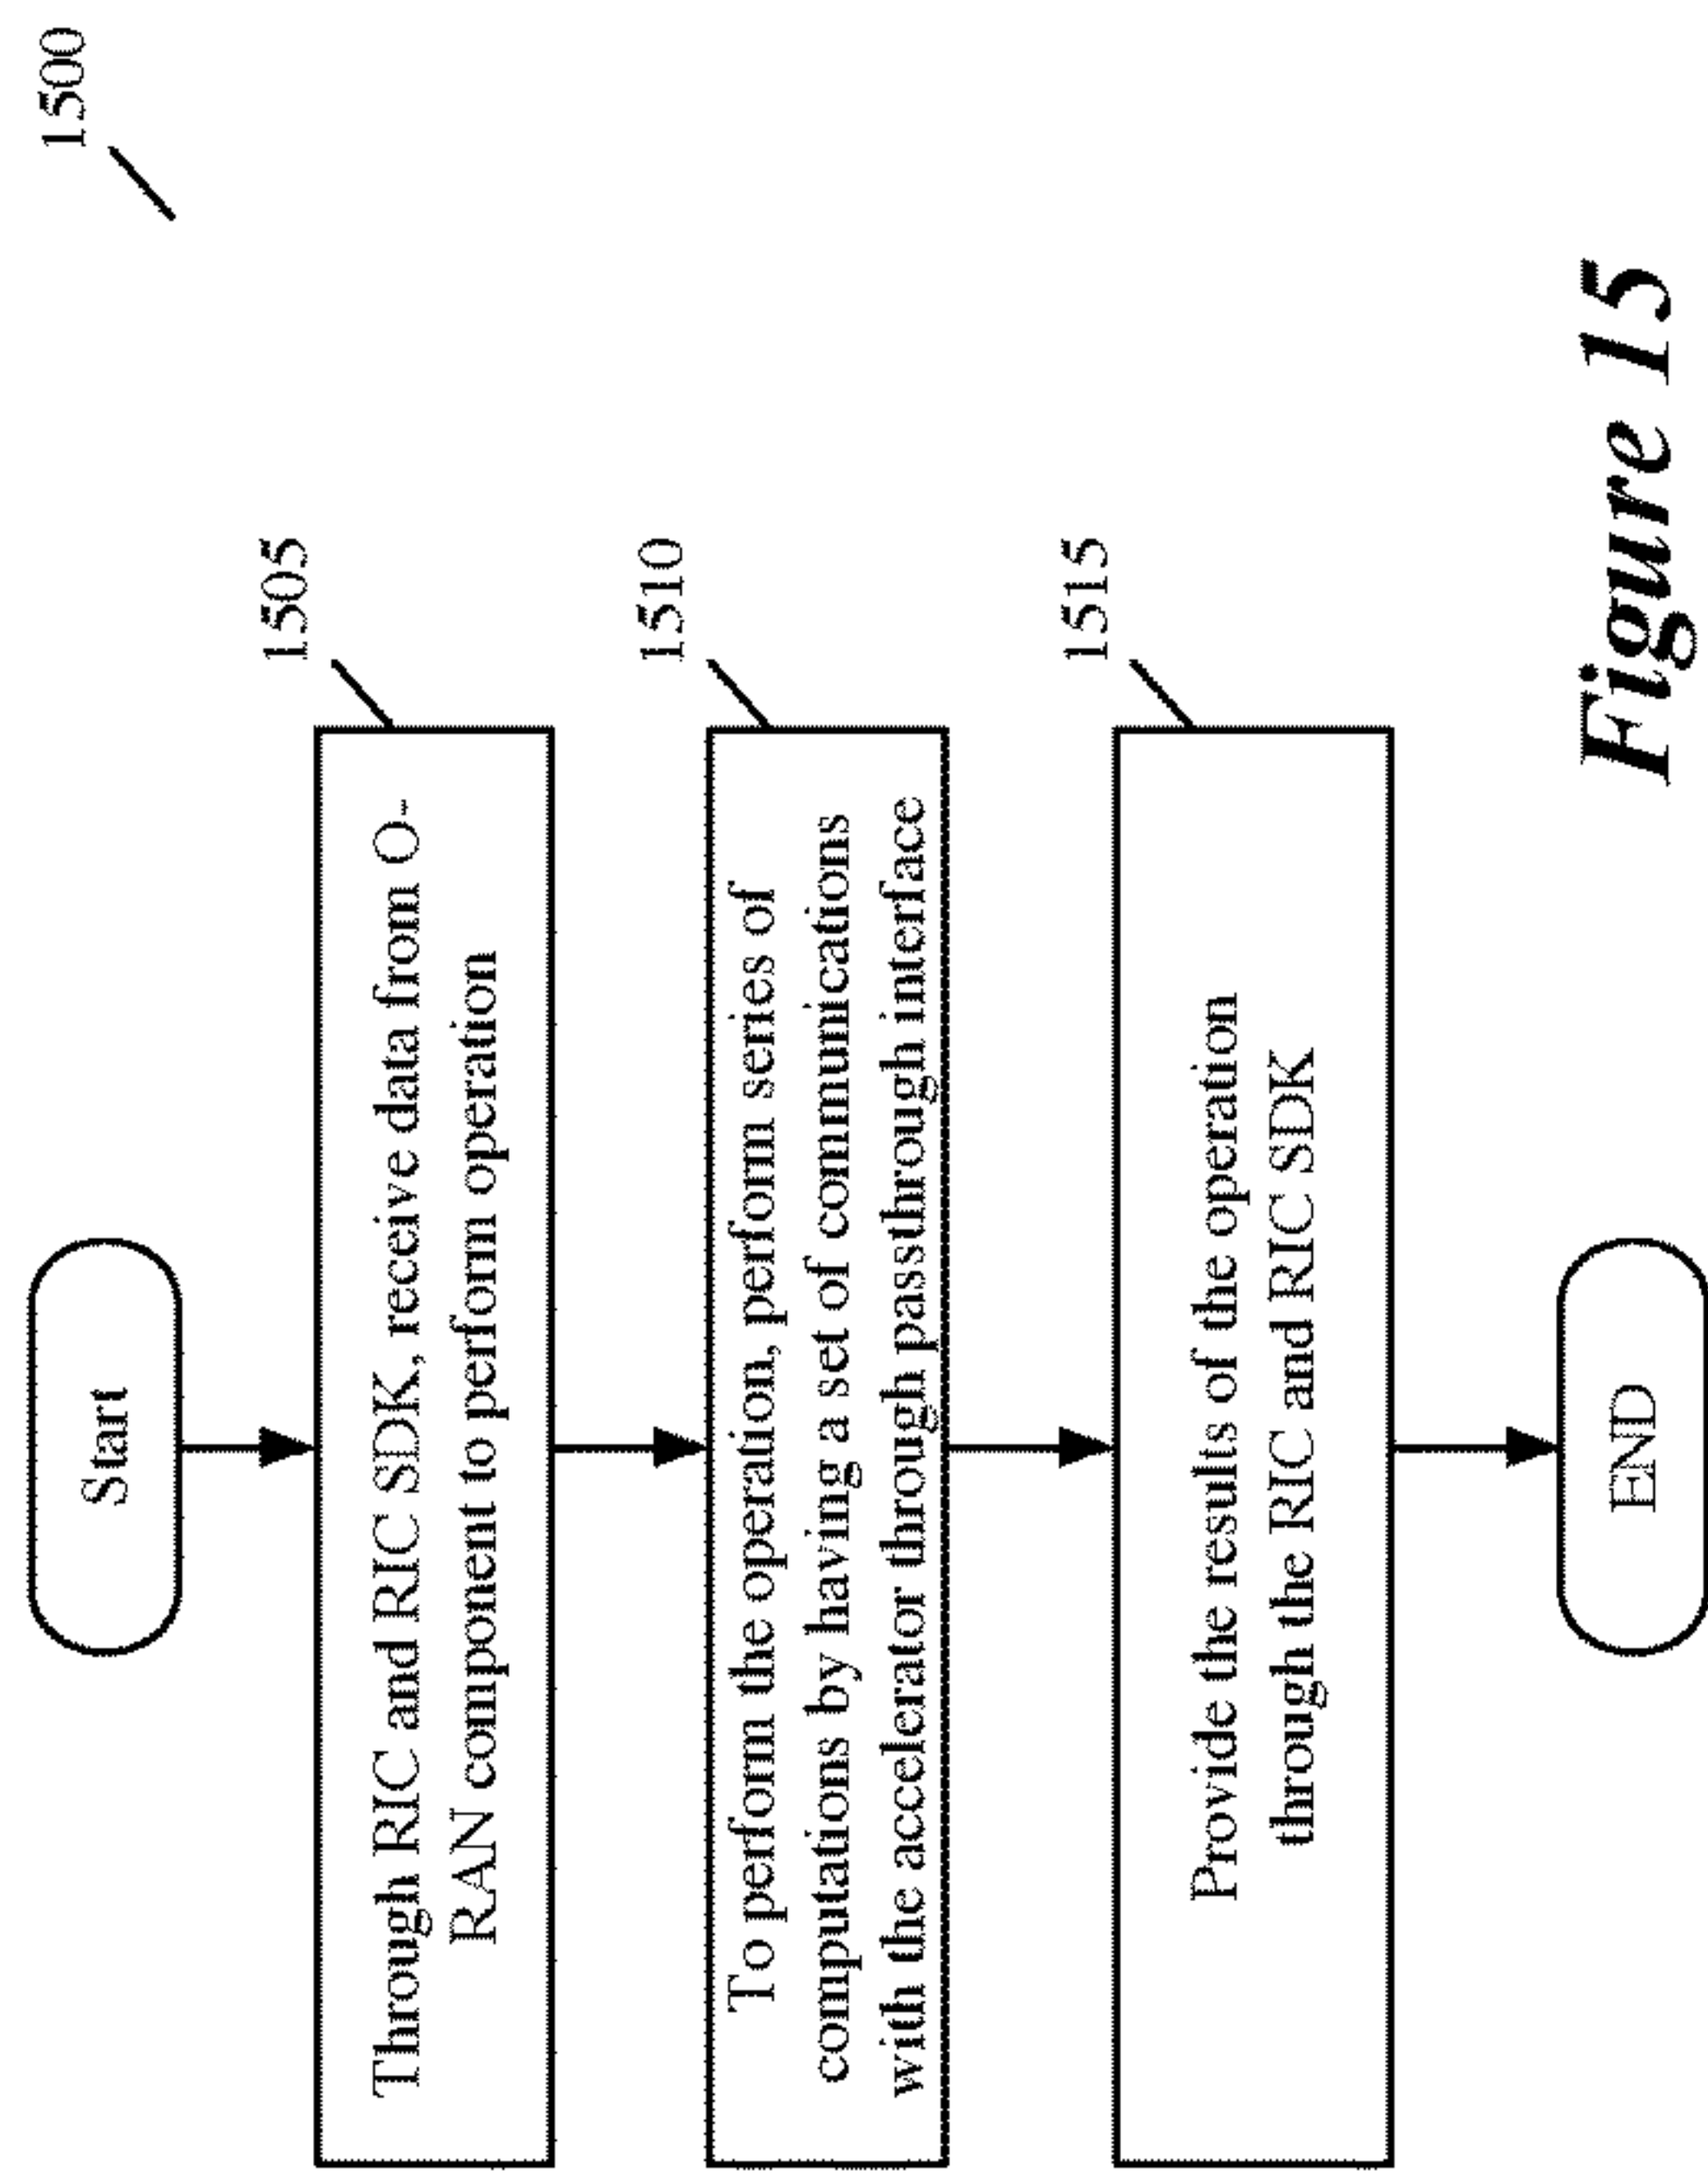 1500
Start
1505
Through RIC and RIC SDK, receive data from O-
RAN component to perform operation
1510
To perform the operation, perform series of
computations by having a set of communications
with the accelerator through passthrough interface
1515
Provide the results of the operation
through the RIC and RIC SDK
END
Figure 15